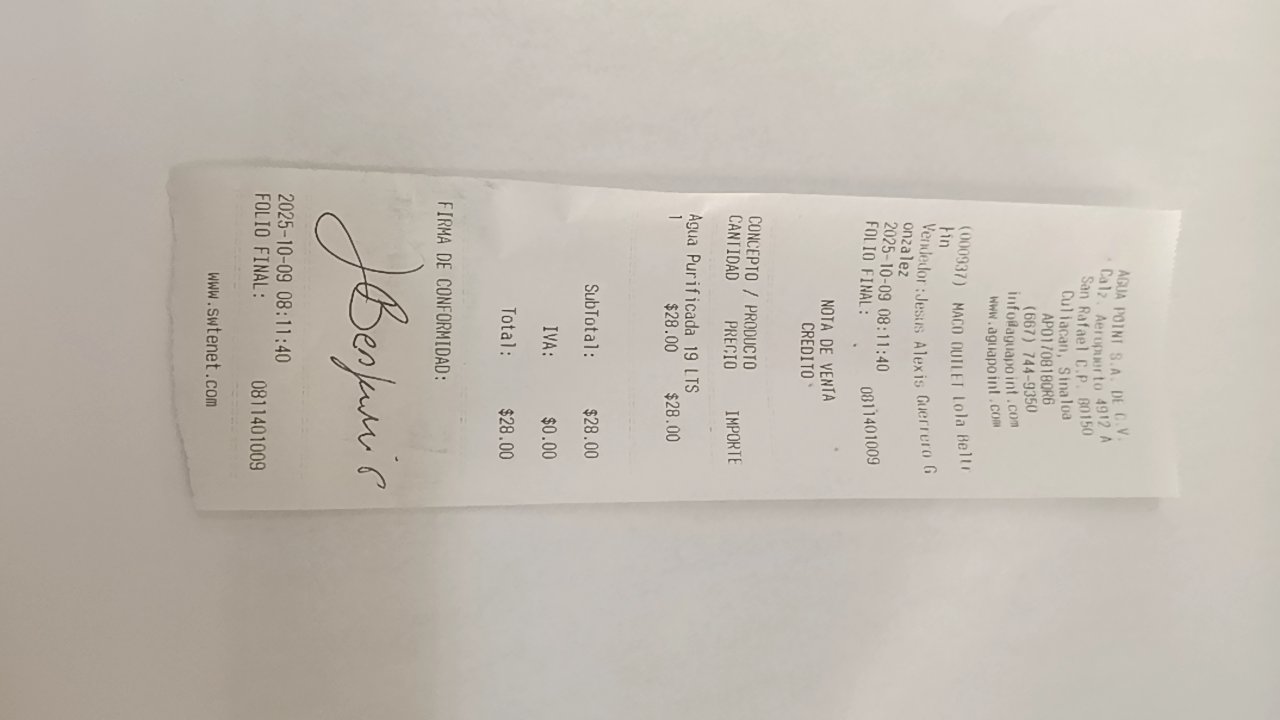 AGUA POINT S.A. DE C.V.
Calz. Aeropuerto 4912 A
San Rafael C.P. 80150
Culiacan, Sinaloa
APO170818QR6
(667) 744-9350
info@aguapoint.com
www.aguapoint.com
(000937) MACO OUTLET Lola Beltr
Vendedor:Jesus Alexis Guerrero G
onzalez
2025-10-09 08:11:40
FOLIO FINAL: 0811401009
NOTA DE VENTA
CREDITO
CONCEPTO / PRODUCTO
CANTIDAD PRECIO IMPORTE
Agua Purificada 19 LTS
1 $28.00 $28.00
SubTotal: $28.00
IVA: $0.00
Total: $28.00
FIRMA DE CONFORMIDAD:
2025-10-09 08:11:40
FOLIO FINAL: 0811401009
www.swtenet.com